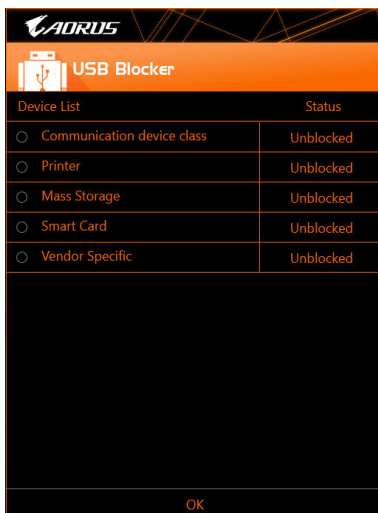 AORUS
USB Blocker
Device List Status
Communication device class Unblocked
Printer Unblocked
Mass Storage Unblocked
Smart Card Unblocked
Vendor Specific Unblocked
OK